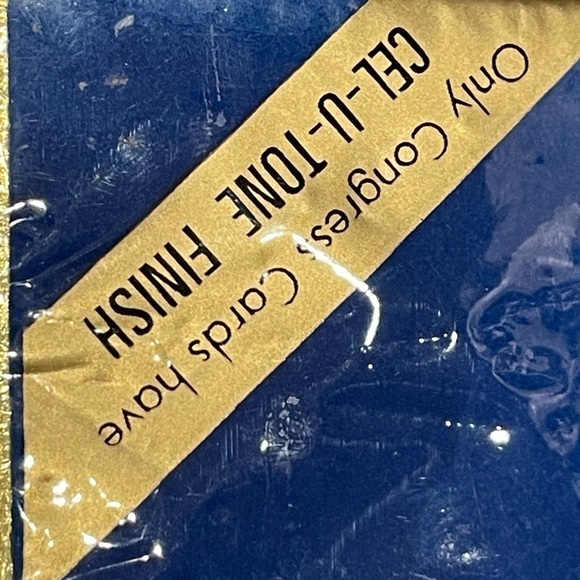 Only Congress Cards have
CEL-U-TONE FINISH